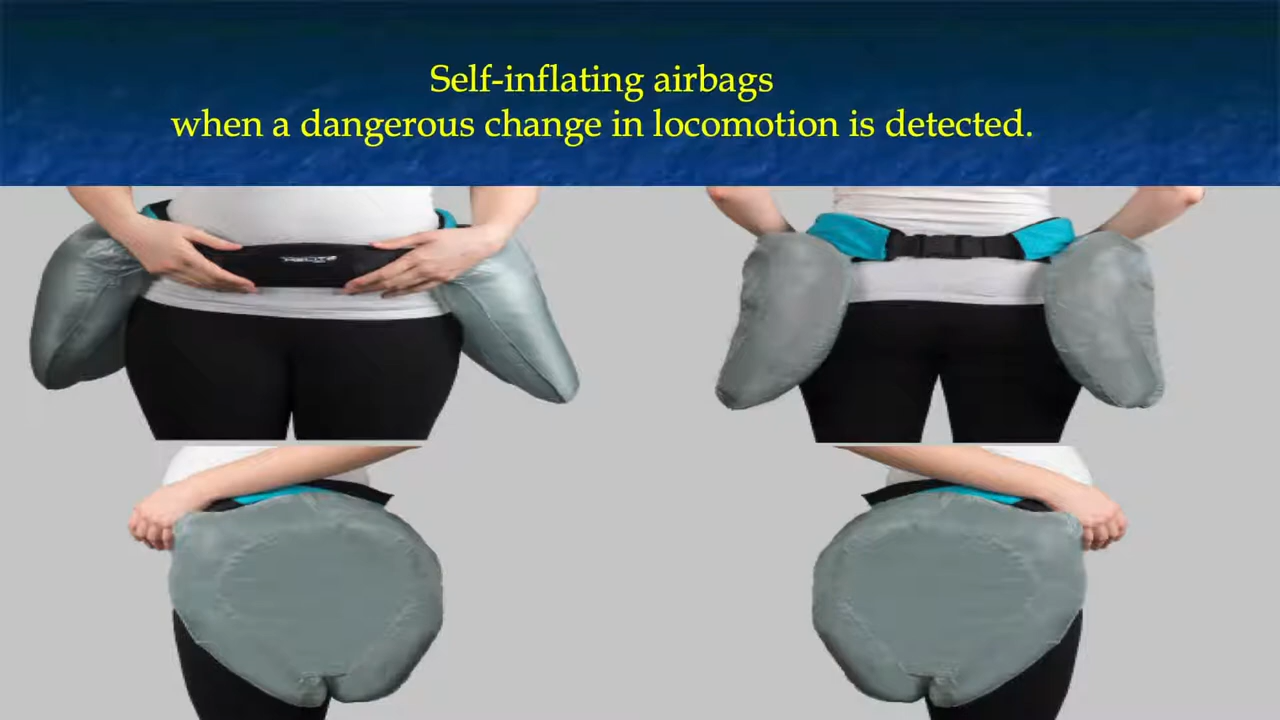 Self-inflating airbags
when a dangerous change in locomotion is detected.